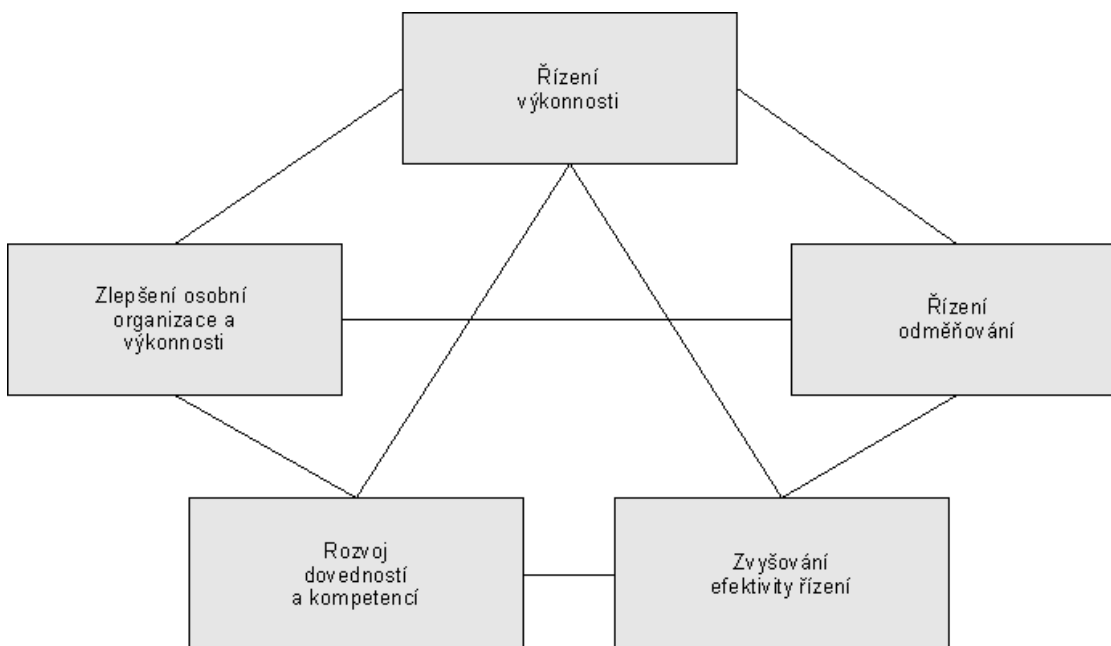 Řízení
výkonnosti
Zlepšení osobní
organizace a
výkonnosti
Řízení
odměňování
Rozvoj
dovedností
a kompetencí
Zvyšování
efektivity řízení